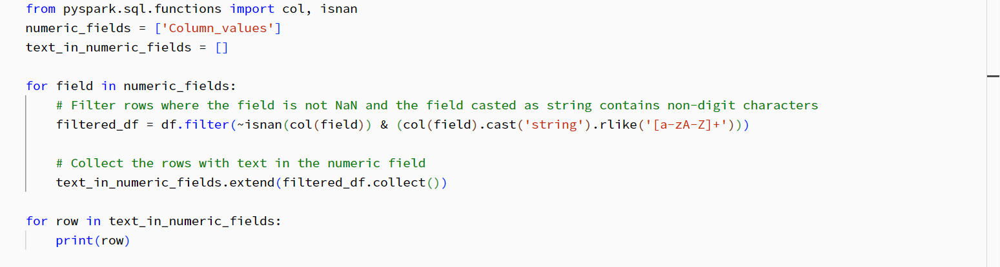 from pyspark.sql.functions import col, isnan
numeric_fields = ['Column_values']
text_in_numeric_fields = []
for field in numeric_fields:
# Filter rows where the field is not NaN and the field casted as string contains non-digit characters
filtered_df = df.filter(~isnan(col(field)) & (col(field).cast('string').rlike('[a-zA-Z]+')))
# Collect the rows with text in the numeric field
text_in_numeric_fields.extend(filtered_df.collect())
for row in text_in_numeric_fields:
print(row)